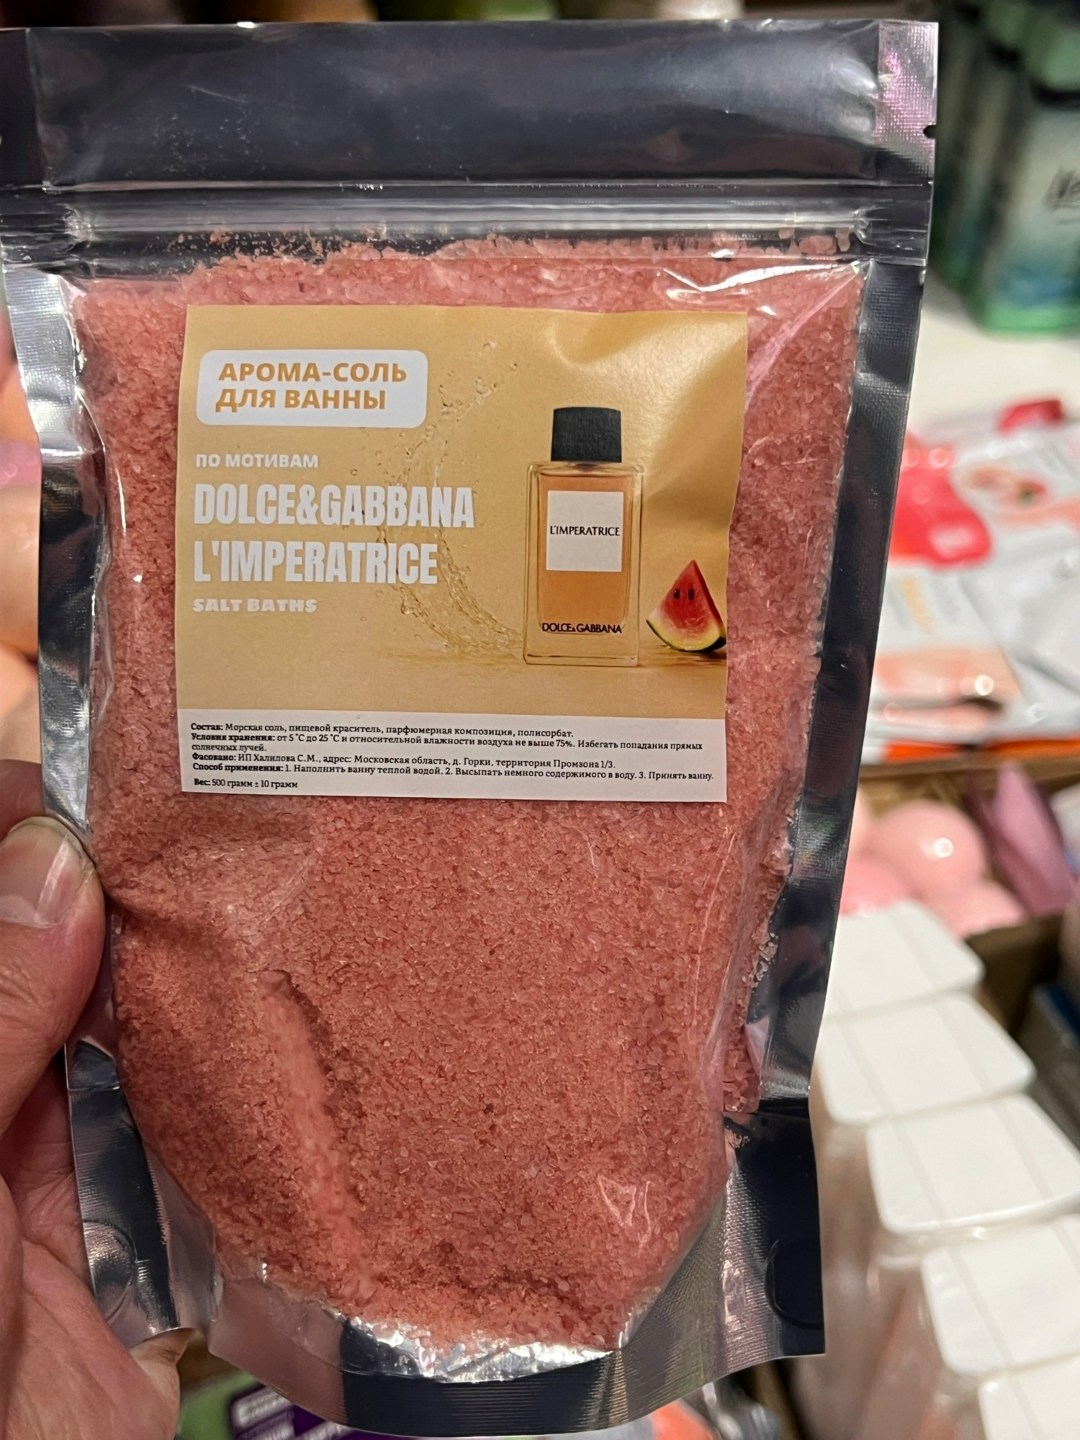 АРОМА-СОЛЬ
ДЛЯ ВАННЫ
ПО МОТИВАМ
DOLCE&GABBANA
L'IMPERATRICE
SALT BATHS
L'IMPERATRICE
DOLCE&GABBANA
Состав: Морская соль, пищевой краситель, парфюмерная композиция, полисорбат.
Условия хранения: от 5 °С до 25 °С и относительной влажности воздуха не выше 75%. Избегать попадания прямых
солнечных лучей.
Фасовано: ИП Халилова С.М., адрес: Московская область, д. Горки, территория Промзона 1/3.
Способ применения: 1. Наполнить ванну теплой водой. 2. Высыпать немного содержимого в воду. 3. Принять ванну.
Вес: 500 грамм ± 10 грамм